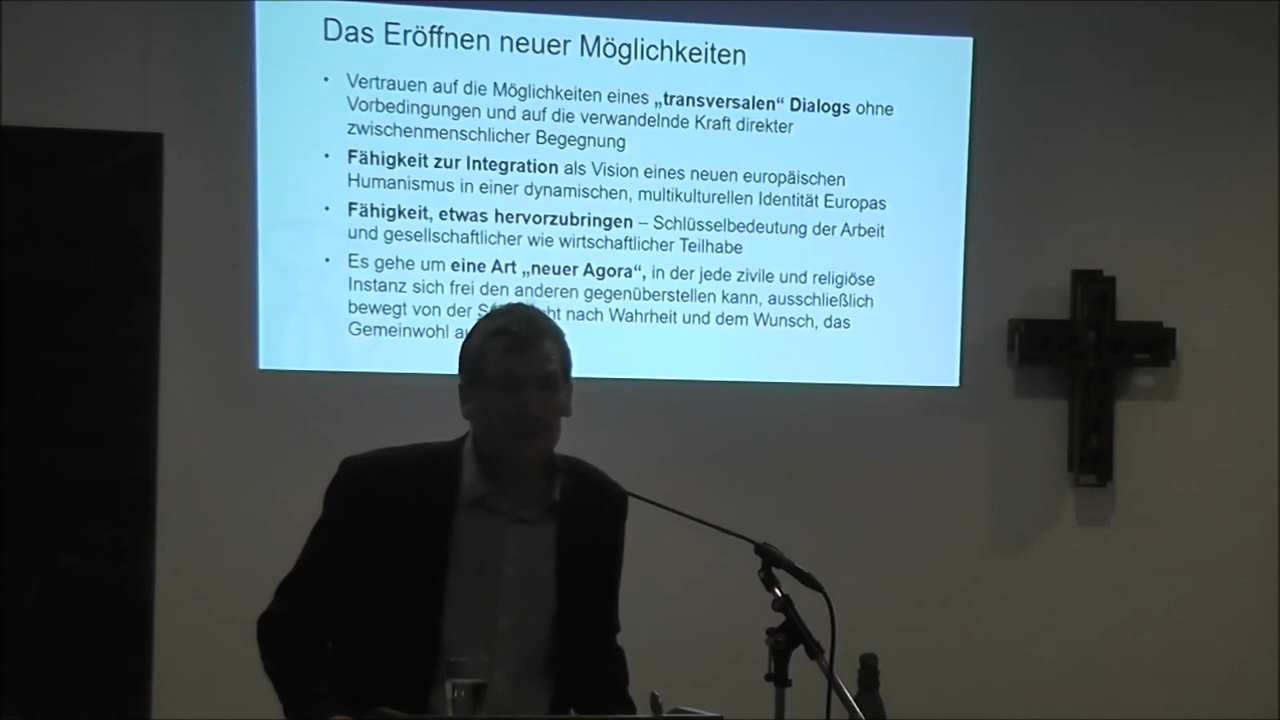 Das Eröffnen neuer Möglichkeiten
• Vertrauen auf die Möglichkeiten eines „transversalen“ Dialogs ohne
Vorbedingungen und auf die verwandelnde Kraft direkter
zwischenmenschlicher Begegnung
• Fähigkeit zur Integration als Vision eines neuen europäischen
Humanismus in einer dynamischen, multikulturellen Identität Europas
• Fähigkeit, etwas hervorzubringen – Schlüsselbedeutung der Arbeit
und gesellschaftlicher wie wirtschaftlicher Teilhabe
• Es gehe um eine Art „neuer Agora“, in der jede zivile und religiöse
Instanz sich frei den anderen gegenüberstellen kann, ausschließlich
bewegt von der nach Wahrheit und dem Wunsch, das
Gemeinwohl